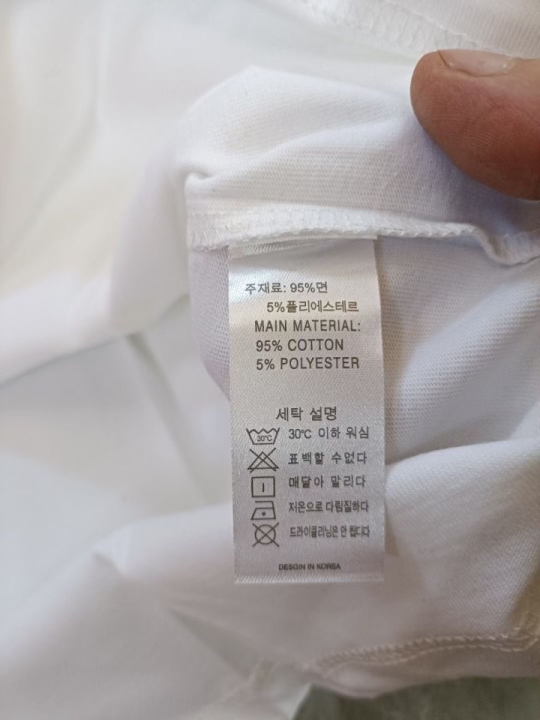 주재료: 95%면
5%폴리에스테르
MAIN MATERIAL:
95% COTTON
5% POLYESTER
세탁 설명
30℃ 30℃ 이하 워심
표백할 수없다
매달아 말리다
저온으로 다림질하다
드라이클리닝은 안 됩니다
DESGIN IN KOREA